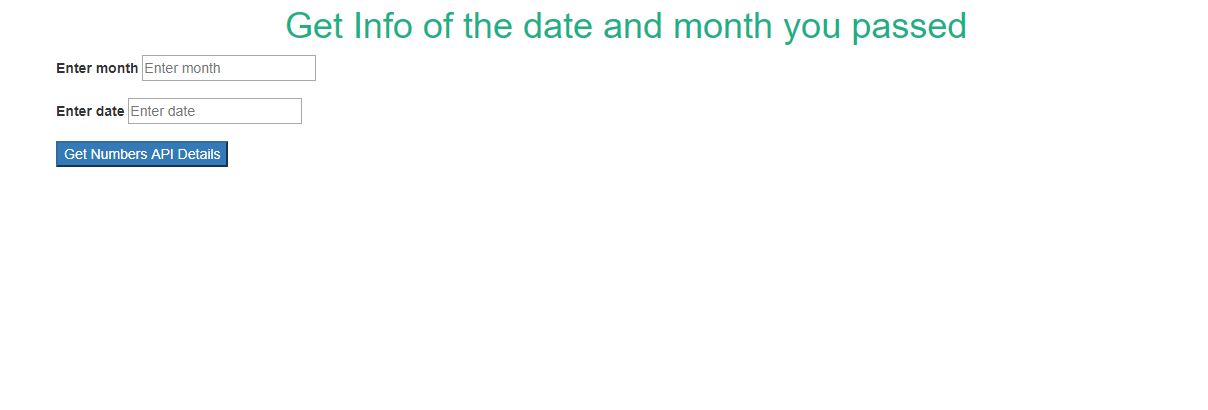 Get Info of the date and month you passed
Enter month Enter month
Enter date Enter date
Get Numbers API Details